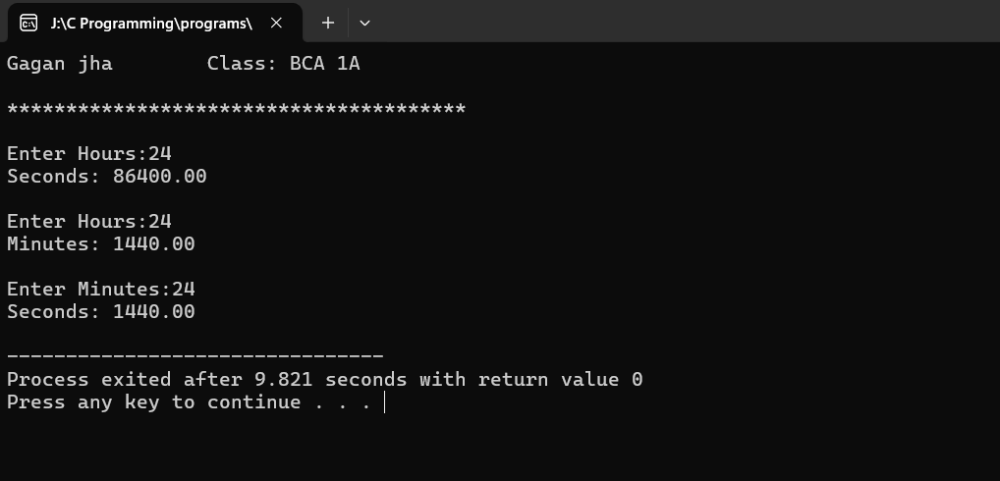 J:\C Programming\programs\
Gagan jha        Class: BCA 1A
***************************************
Enter Hours:24
Seconds: 86400.00
Enter Hours:24
Minutes: 1440.00
Enter Minutes:24
Seconds: 1440.00
--------------------------------
Process exited after 9.821 seconds with return value 0
Press any key to continue . . .